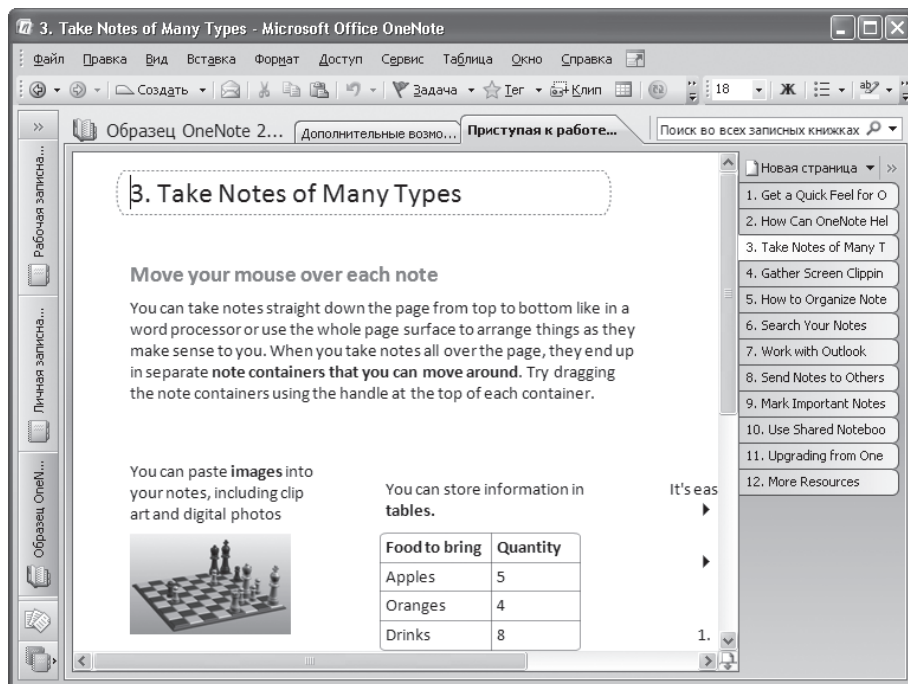 3. Take Notes of Many Types - Microsoft Office OneNote
Файл Правка Вид Вставка Формат Доступ Сервис Таблица Окно Справка
Создать Задача Тег Клип 18 Ж ab
Образец OneNote 2... Дополнительные возмо... Приступая к работе... Поиск во всех записных книжках
Рабочая записна...
Личная записна...
Образец OneN...
3. Take Notes of Many Types
Move your mouse over each note
You can take notes straight down the page from top to bottom like in a
word processor or use the whole page surface to arrange things as they
make sense to you. When you take notes all over the page, they end up
in separate note containers that you can move around. Try dragging
the note containers using the handle at the top of each container.
You can paste images into
your notes, including clip
art and digital photos
You can store information in
tables.
Food to bring Quantity
Apples 5
Oranges 4
Drinks 8
It's eas
1.
Новая страница
1. Get a Quick Feel for O
2. How Can OneNote Hel
3. Take Notes of Many T
4. Gather Screen Clippin
5. How to Organize Note
6. Search Your Notes
7. Work with Outlook
8. Send Notes to Others
9. Mark Important Notes
10. Use Shared Noteboo
11. Upgrading from One
12. More Resources